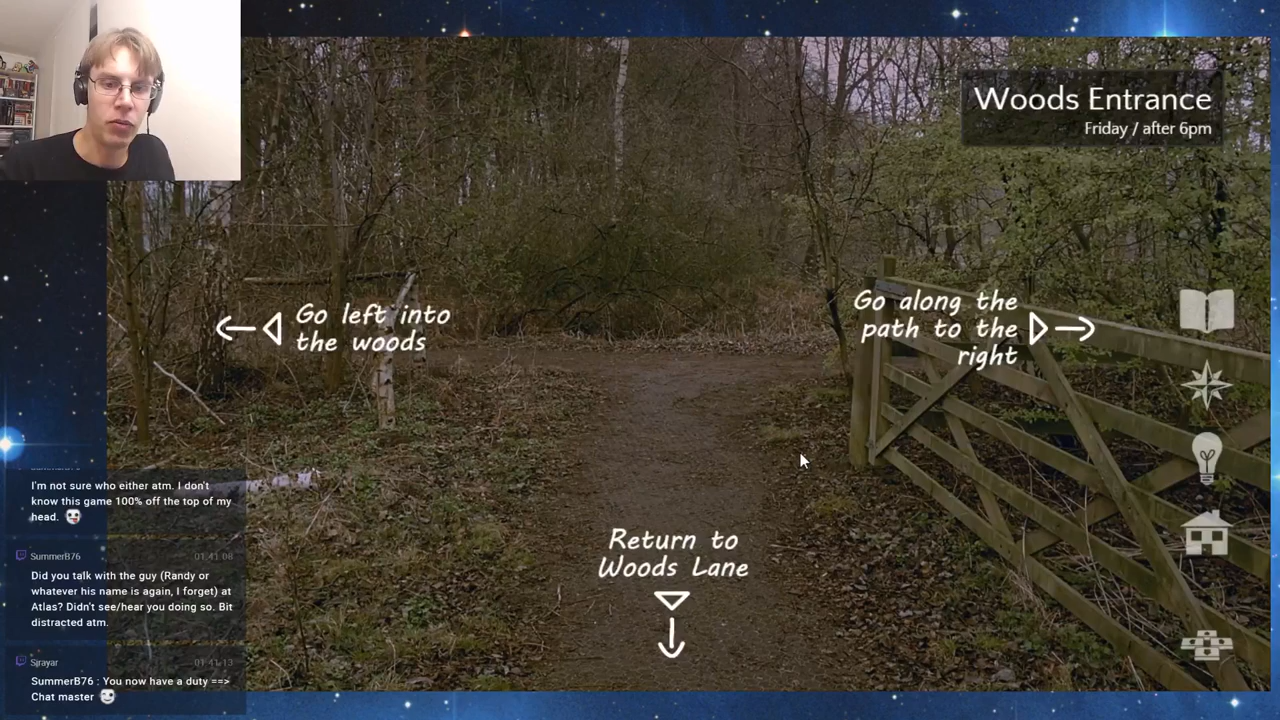 Woods Entrance
Friday / after 6pm
Go left into
the woods
Go along the
path to the
right
Return to
Woods Lane
I'm not sure who either atm. I don't
know this game 100% off the top of my
head.
SummerB76 01:41:08
Did you talk with the guy (Randy or
whatever his name is again, I forget) at
Atlas? Didn't see/hear you doing so. Bit
distracted atm.
Sirayar 01:41:13
SummerB76 : You now have a duty ==>
Chat master